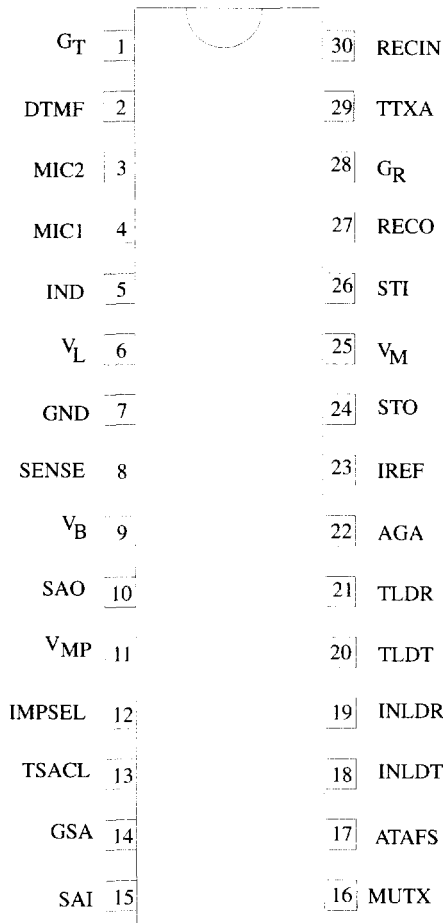 GT 1 30 RECIN
DTMF 2 29 TTXA
MIC2 3 28 GR
MIC1 4 27 RECO
IND 5 26 STI
VL 6 25 VM
GND 7 24 STO
SENSE 8 23 IREF
VB 9 22 AGA
SAO 10 21 TLDR
VMP 11 20 TLDT
IMPSEL 12 19 INLDR
TSACL 13 18 INLDT
GSA 14 17 ATAFS
SAI 15 16 MUTX